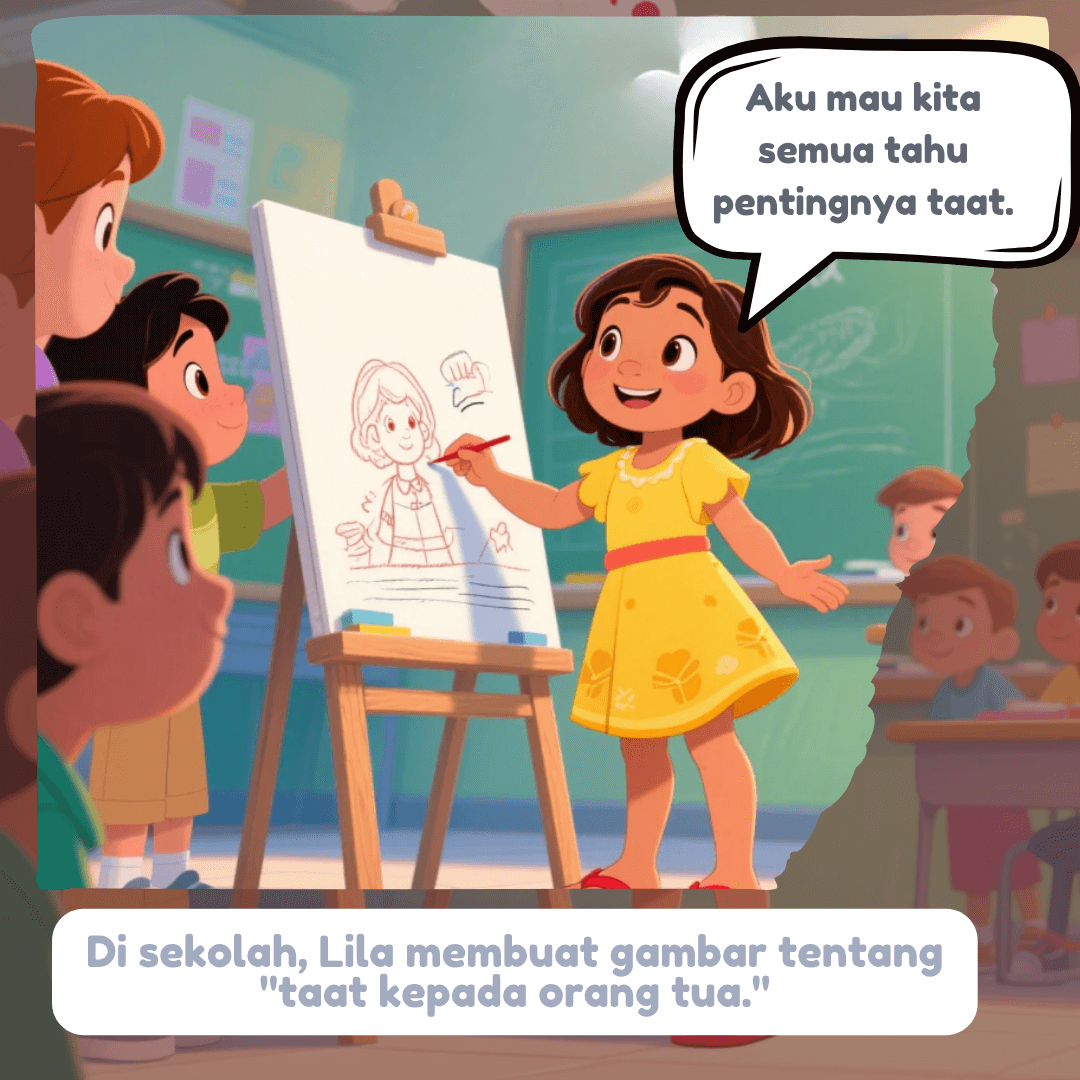 Aku mau kita
semua tahu
pentingnya taat.
Di sekolah, Lila membuat gambar tentang
"taat kepada orang tua."